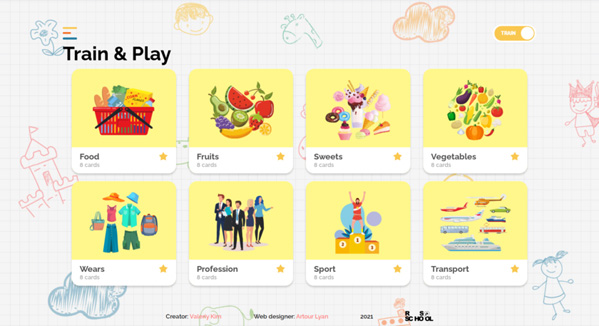 TRAIN
Train & Play
Food
8 cards
Fruits
8 cards
Sweets
8 cards
Vegetables
8 cards
Wears
8 cards
Profession
8 cards
Sport
8 cards
Transport
8 cards
Creator: Valeriy Kim
Web designer: Artour Lyan
2021
RS
SCHOOL